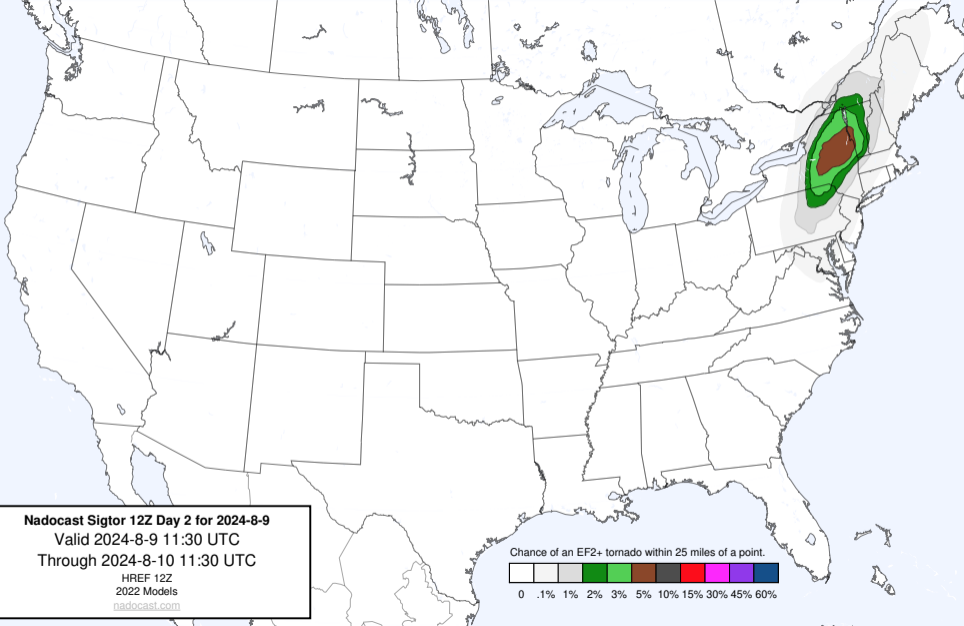 Nadocast Sigtor 12Z Day 2 for 2024-8-9
Valid 2024-8-9 11:30 UTC
Through 2024-8-10 11:30 UTC
HREF 12Z
2022 Models
nadocast.com
Chance of an EF2+ tornado within 25 miles of a point.
0 .1% 1% 2% 3% 5% 10% 15% 30% 45% 60%